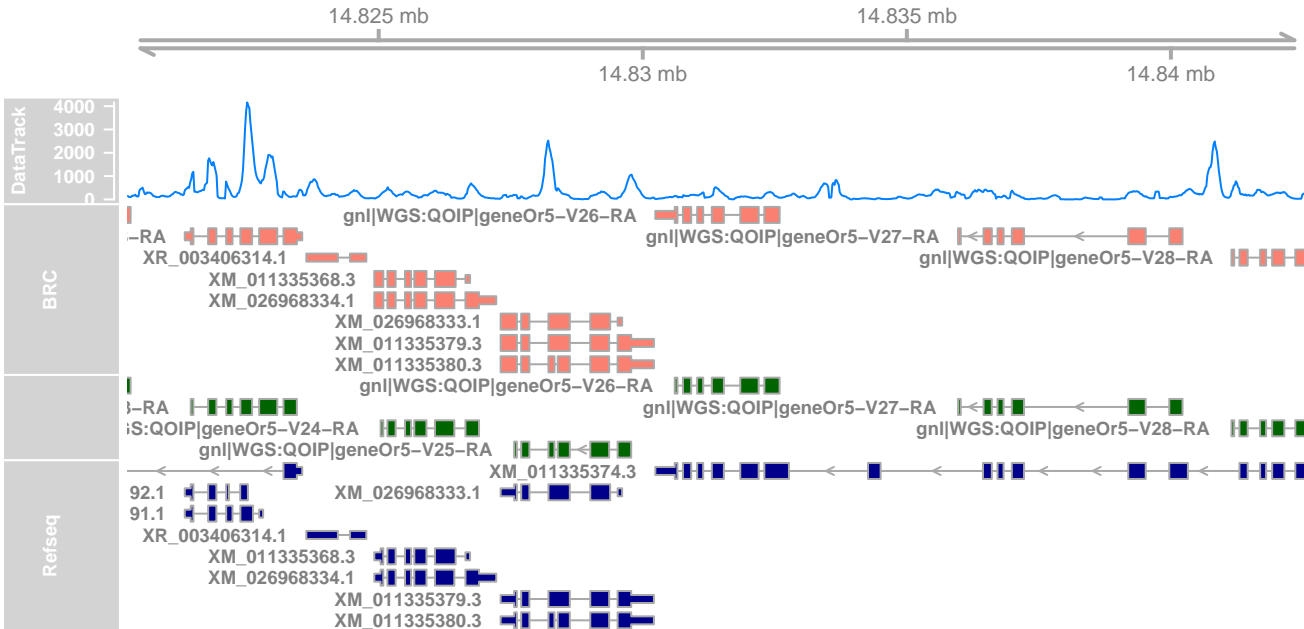 14.825 mb
14.835 mb
14.83 mb
14.84 mb
DataTrack
4000
3000
2000
1000
0
BRC
gnl|WGS:QOIP|geneOr5−V26−RA
−RA
gnl|WGS:QOIP|geneOr5−V27−RA
XR_003406314.1
gnl|WGS:QOIP|geneOr5−V28−RA
XM_011335368.3
XM_026968334.1
XM_026968333.1
XM_011335379.3
XM_011335380.3
gnl|WGS:QOIP|geneOr5−V26−RA
3−RA
gnl|WGS:QOIP|geneOr5−V27−RA
GS:QOIP|geneOr5−V24−RA
gnl|WGS:QOIP|geneOr5−V28−RA
gnl|WGS:QOIP|geneOr5−V25−RA
Refseq
XM_011335374.3
92.1
XM_026968333.1
91.1
XR_003406314.1
XM_011335368.3
XM_026968334.1
XM_011335379.3
XM_011335380.3